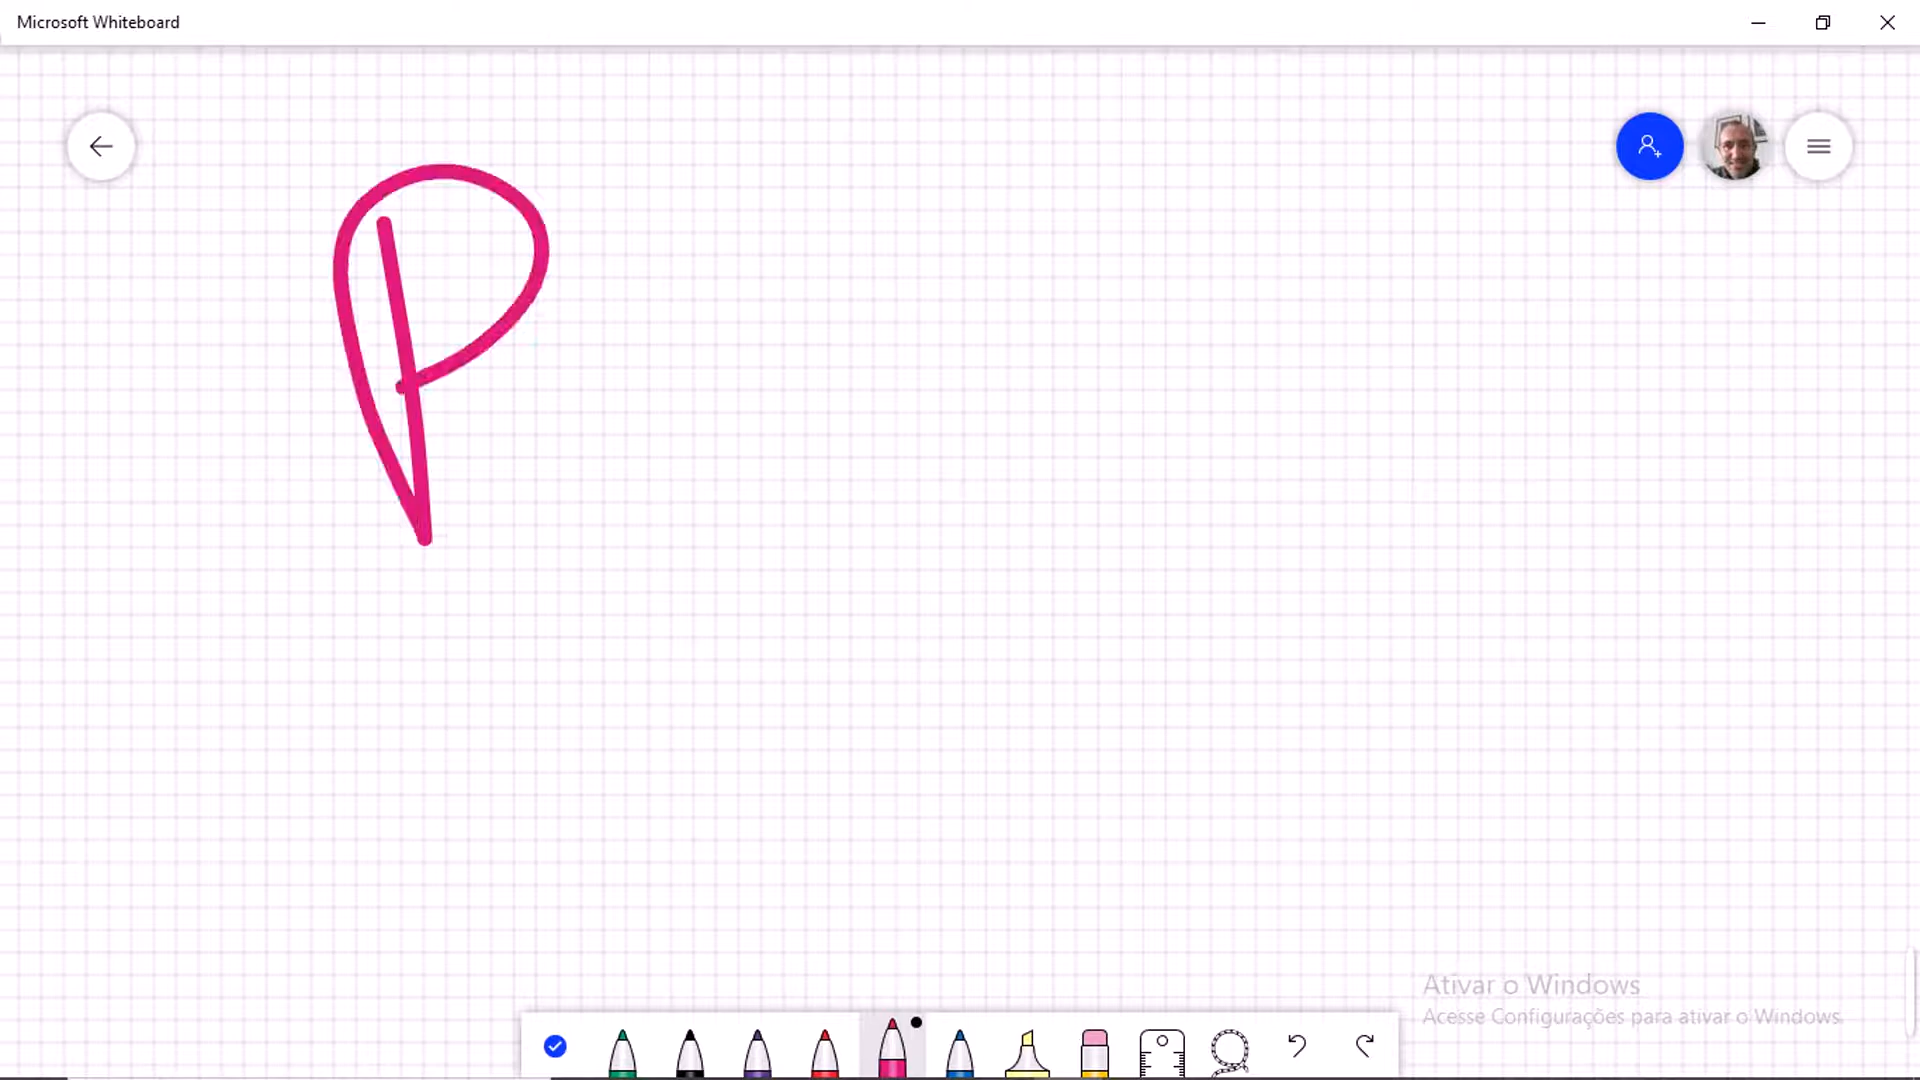 Microsoft Whiteboard
P
Ativar o Windows
Acesse Configurações para ativar o Windows.